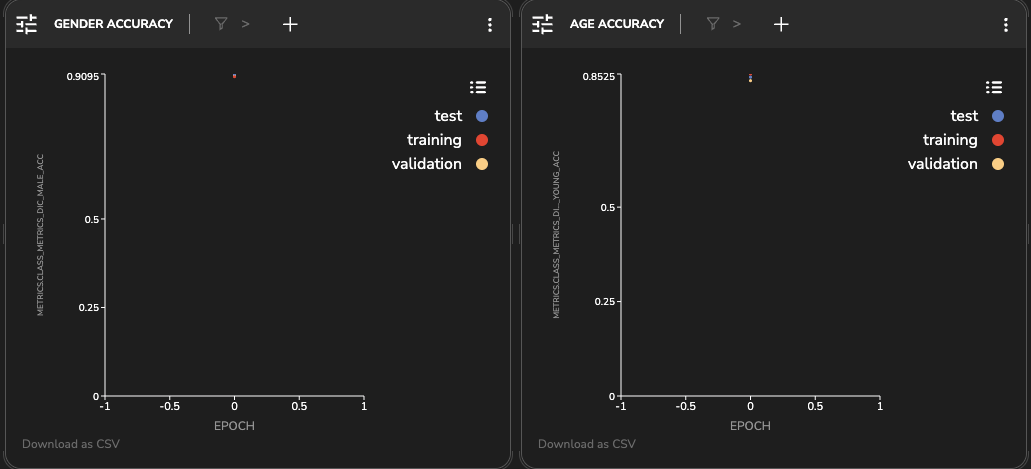 GENDER ACCURACY
>
+
0.9095
0.5
0.25
0
-1
-0.5
0
0.5
1
METRICS.CLASS_METRICS_DIC_MALE_ACC
EPOCH
test
training
validation
Download as CSV
AGE ACCURACY
>
+
0.8525
0.5
0.25
0
-1
-0.5
0
0.5
1
METRICS.CLASS_METRICS_DI.._YOUNG_ACC
EPOCH
test
training
validation
Download as CSV